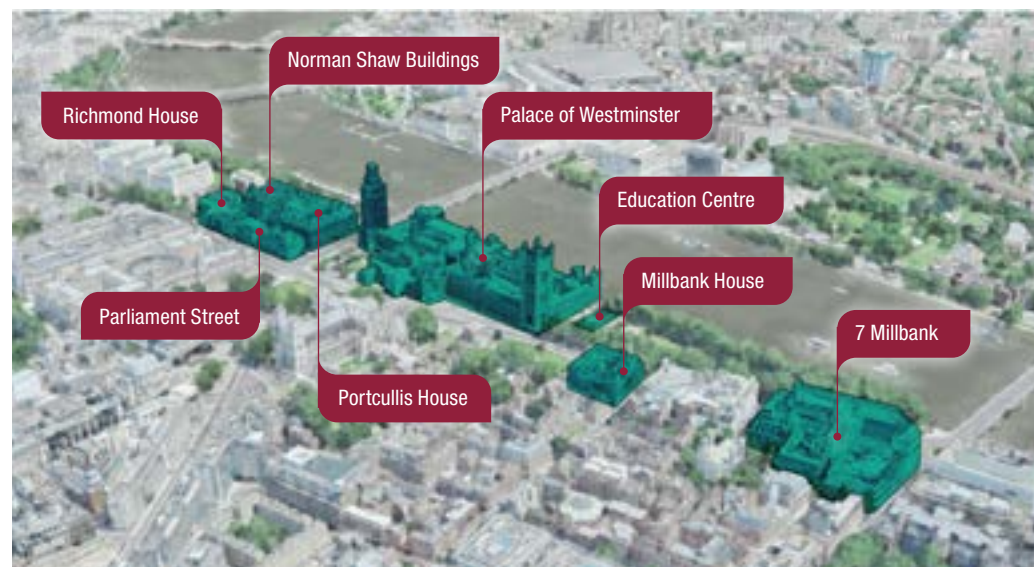 Norman Shaw Buildings
Richmond House
Palace of Westminster
Education Centre
Millbank House
Parliament Street
7 Millbank
Portcullis House